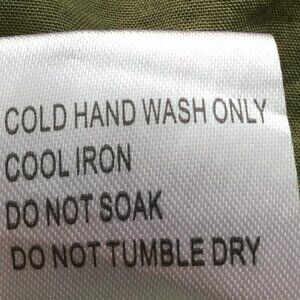 COLD HAND WASH ONLY
COOL IRON
DO NOT SOAK
DO NOT TUMBLE DRY